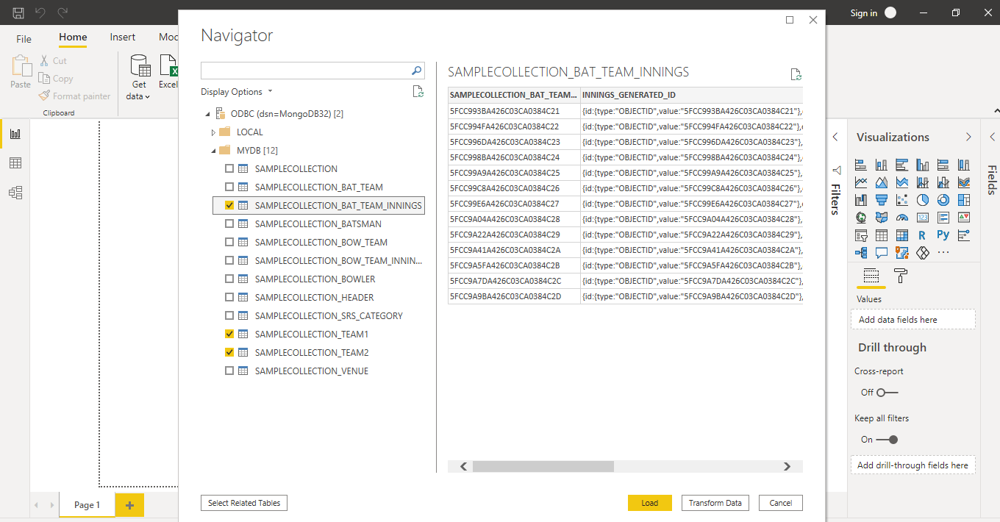 Sign in
File
Home
Insert
Mod
Paste
Cut
Copy
Format painter
Clipboard
Get
data
Excel
Navigator
Display Options
ODBC (dsn=MongoDB32) [2]
LOCAL
MYDB [12]
SAMPLECOLLECTION
SAMPLECOLLECTION_BAT_TEAM
SAMPLECOLLECTION_BAT_TEAM_INNINGS
SAMPLECOLLECTION_BATSMAN
SAMPLECOLLECTION_BOW_TEAM
SAMPLECOLLECTION_BOW_TEAM_INNIN...
SAMPLECOLLECTION_BOWLER
SAMPLECOLLECTION_HEADER
SAMPLECOLLECTION_SRS_CATEGORY
SAMPLECOLLECTION_TEAM1
SAMPLECOLLECTION_TEAM2
SAMPLECOLLECTION_VENUE
Select Related Tables
SAMPLECOLLECTION_BAT_TEAM_INNINGS
SAMPLECOLLECTION_BAT_TEAM... INNINGS_GENERATED_ID
5FCC993BA426C03CA0384C21 {id:{type:"OBJECTID",value:"5FCC993BA426C03CA0384C21"},
5FCC994FA426C03CA0384C22 {id:{type:"OBJECTID",value:"5FCC994FA426C03CA0384C22"},
5FCC996DA426C03CA0384C23 {id:{type:"OBJECTID",value:"5FCC996DA426C03CA0384C23"},
5FCC998BA426C03CA0384C24 {id:{type:"OBJECTID",value:"5FCC998BA426C03CA0384C24"},
5FCC99A9A426C03CA0384C25 {id:{type:"OBJECTID",value:"5FCC99A9A426C03CA0384C25"},
5FCC99C8A426C03CA0384C26 {id:{type:"OBJECTID",value:"5FCC99C8A426C03CA0384C26"},
5FCC99E6A426C03CA0384C27 {id:{type:"OBJECTID",value:"5FCC99E6A426C03CA0384C27"},
5FCC9A04A426C03CA0384C28 {id:{type:"OBJECTID",value:"5FCC9A04A426C03CA0384C28"},
5FCC9A22A426C03CA0384C29 {id:{type:"OBJECTID",value:"5FCC9A22A426C03CA0384C29"},
5FCC9A41A426C03CA0384C2A {id:{type:"OBJECTID",value:"5FCC9A41A426C03CA0384C2A"},
5FCC9A5FA426C03CA0384C2B {id:{type:"OBJECTID",value:"5FCC9A5FA426C03CA0384C2B"},
5FCC9A7DA426C03CA0384C2C {id:{type:"OBJECTID",value:"5FCC9A7DA426C03CA0384C2C"},
5FCC9A9BA426C03CA0384C2D {id:{type:"OBJECTID",value:"5FCC9A9BA426C03CA0384C2D"},
Load
Transform Data
Cancel
Filters
Visualizations
123
R
Py
...
Values
Add data fields here
Drill through
Cross-report
Off
Keep all filters
On
Add drill-through fields here
Fields
Page 1